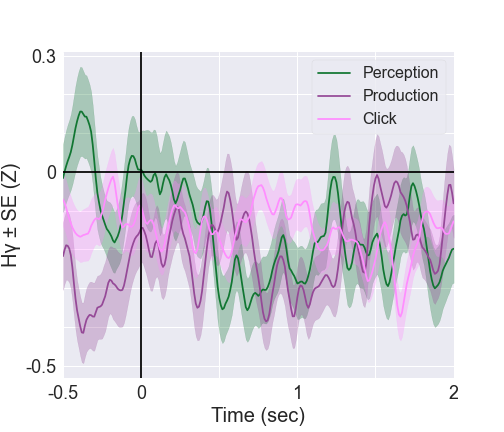 0.3
Perception
Production
Click
0
Hγ ± SE (Z)
-0.5
-0.5
0
1
2
Time (sec)